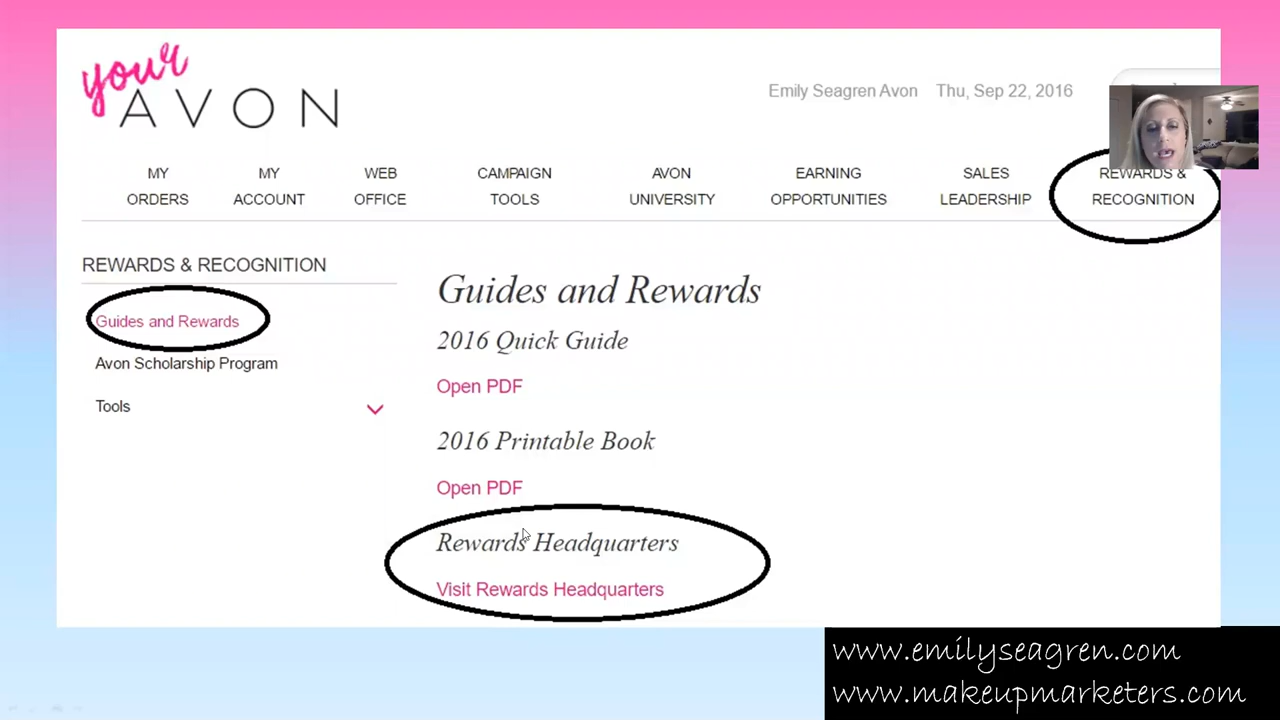 your
AVON
Emily Seagren Avon Thu, Sep 22, 2016
MY ORDERS
MY ACCOUNT
WEB OFFICE
CAMPAIGN TOOLS
AVON UNIVERSITY
EARNING OPPORTUNITIES
SALES LEADERSHIP
REWARDS & RECOGNITION
REWARDS & RECOGNITION
Guides and Rewards
Avon Scholarship Program
Tools
Guides and Rewards
2016 Quick Guide
Open PDF
2016 Printable Book
Open PDF
Rewards Headquarters
Visit Rewards Headquarters
www.emilyseagren.com
www.makeupmarketers.com